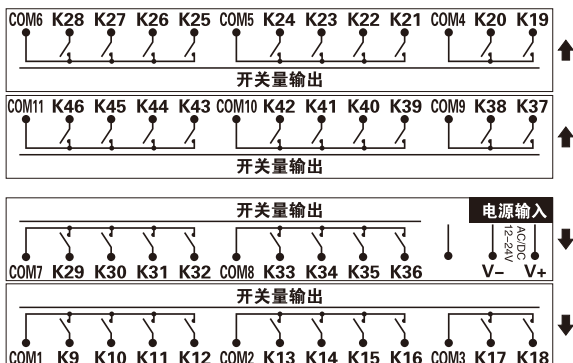 COM6 K28 K27 K26 K25 COM5 K24 K23 K22 K21 COM4 K20 K19
开关量输出
COM11 K46 K45 K44 K43 COM10 K42 K41 K40 K39 COM9 K38 K37
开关量输出
开关量输出
电源输入
AC/DC
12-24V
COM7 K29 K30 K31 K32 COM8 K33 K34 K35 K36 V- V+
开关量输出
COM1 K9 K10 K11 K12 COM2 K13 K14 K15 K16 COM3 K17 K18